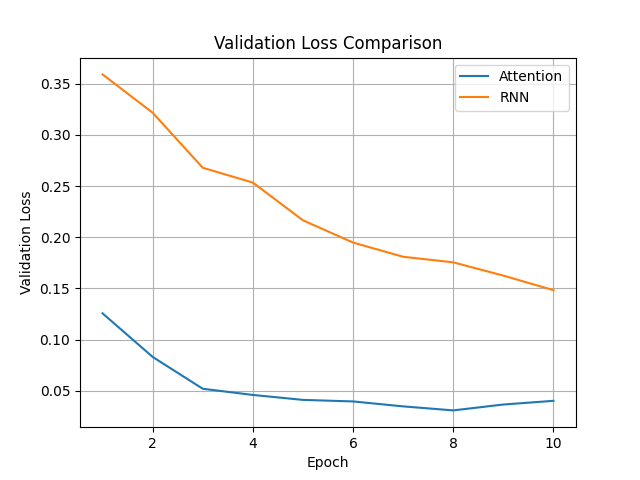 Validation Loss Comparison
Attention
RNN
0.35
0.30
0.25
0.20
0.15
0.10
0.05
Validation Loss
2 4 6 8 10
Epoch